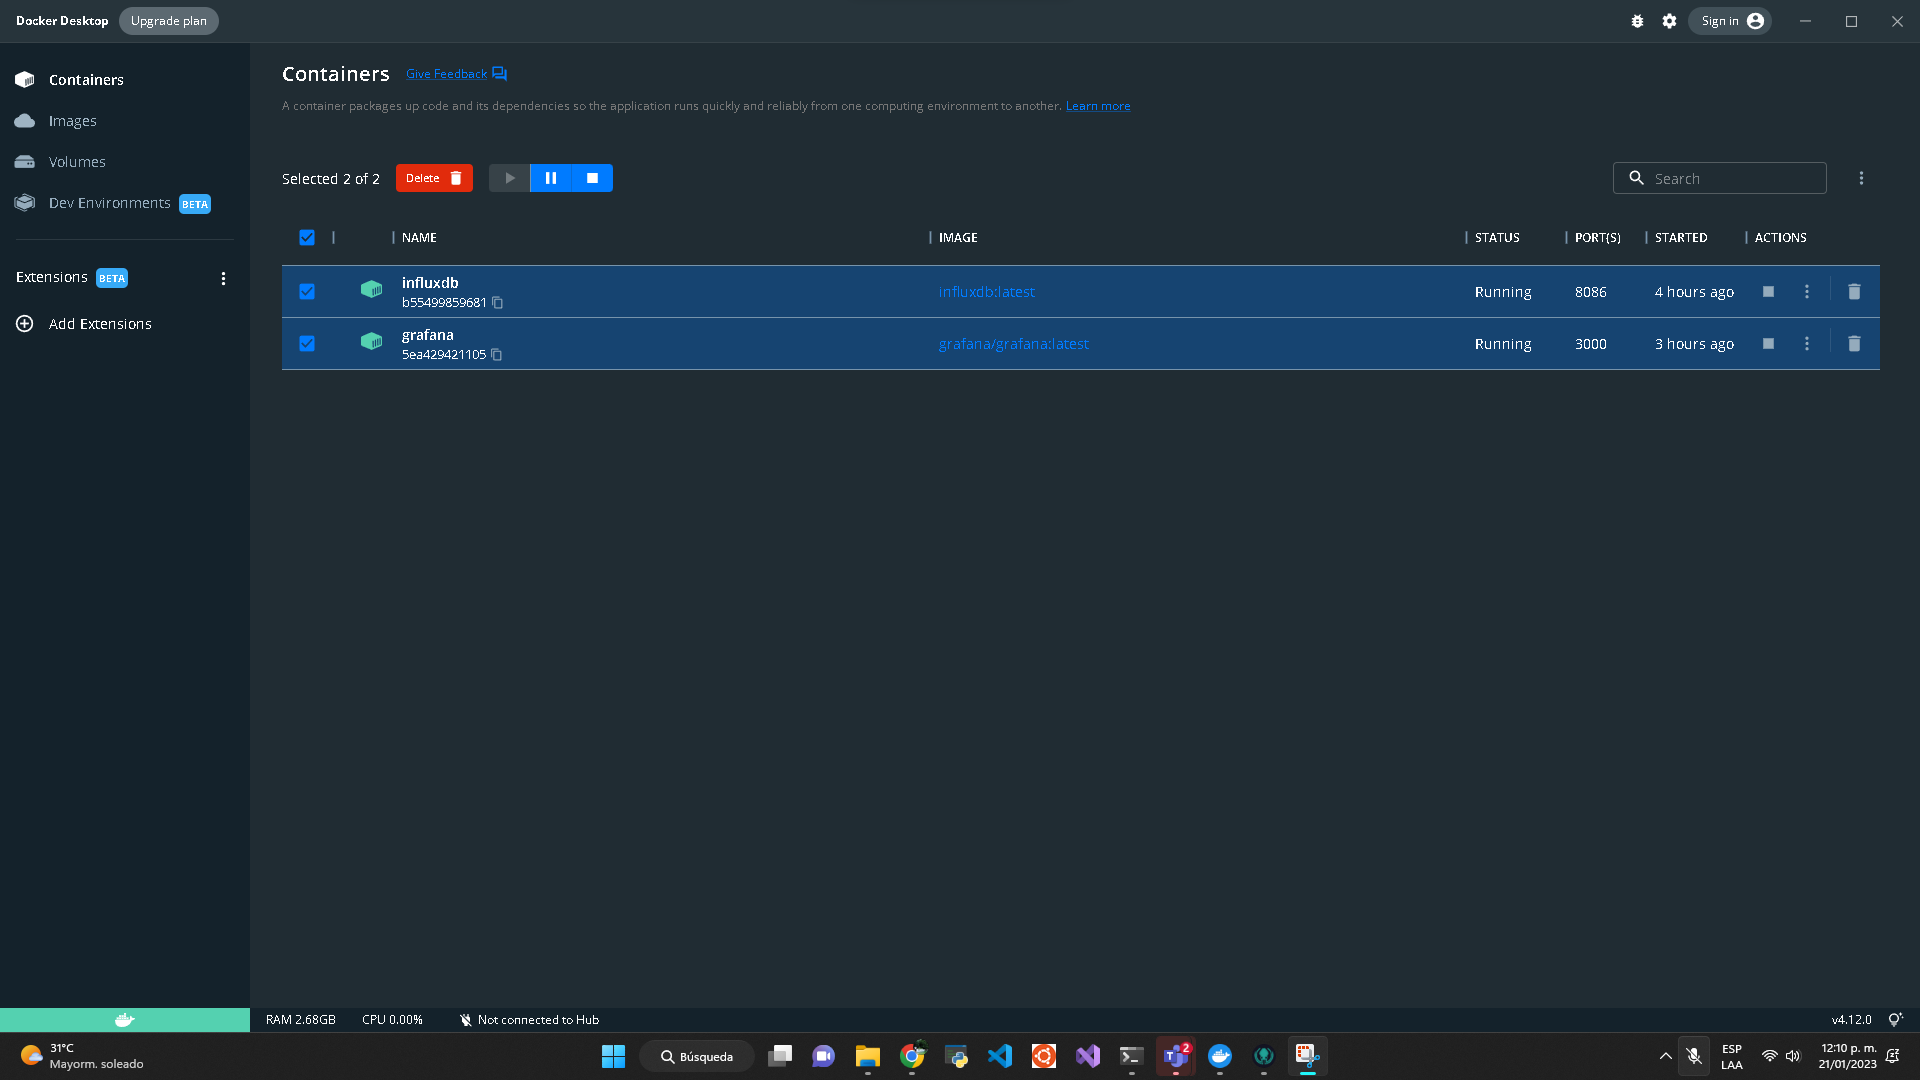 Docker Desktop Upgrade plan Sign in
Containers
Images
Volumes
Dev Environments BETA
Extensions BETA
Add Extensions
Containers Give Feedback
A container packages up code and its dependencies so the application runs quickly and reliably from one computing environment to another. Learn more
Selected 2 of 2 Delete Search
NAME IMAGE STATUS PORT(S) STARTED ACTIONS
influxdb
b55499859681
influxdb:latest Running 8086 4 hours ago
grafana
5ea429421105
grafana/grafana:latest Running 3000 3 hours ago
RAM 2.68GB CPU 0.00% Not connected to Hub v4.12.0
31°C
Mayorm. soleado
Búsqueda
2
ESP
LAA
12:10 p. m.
21/01/2023